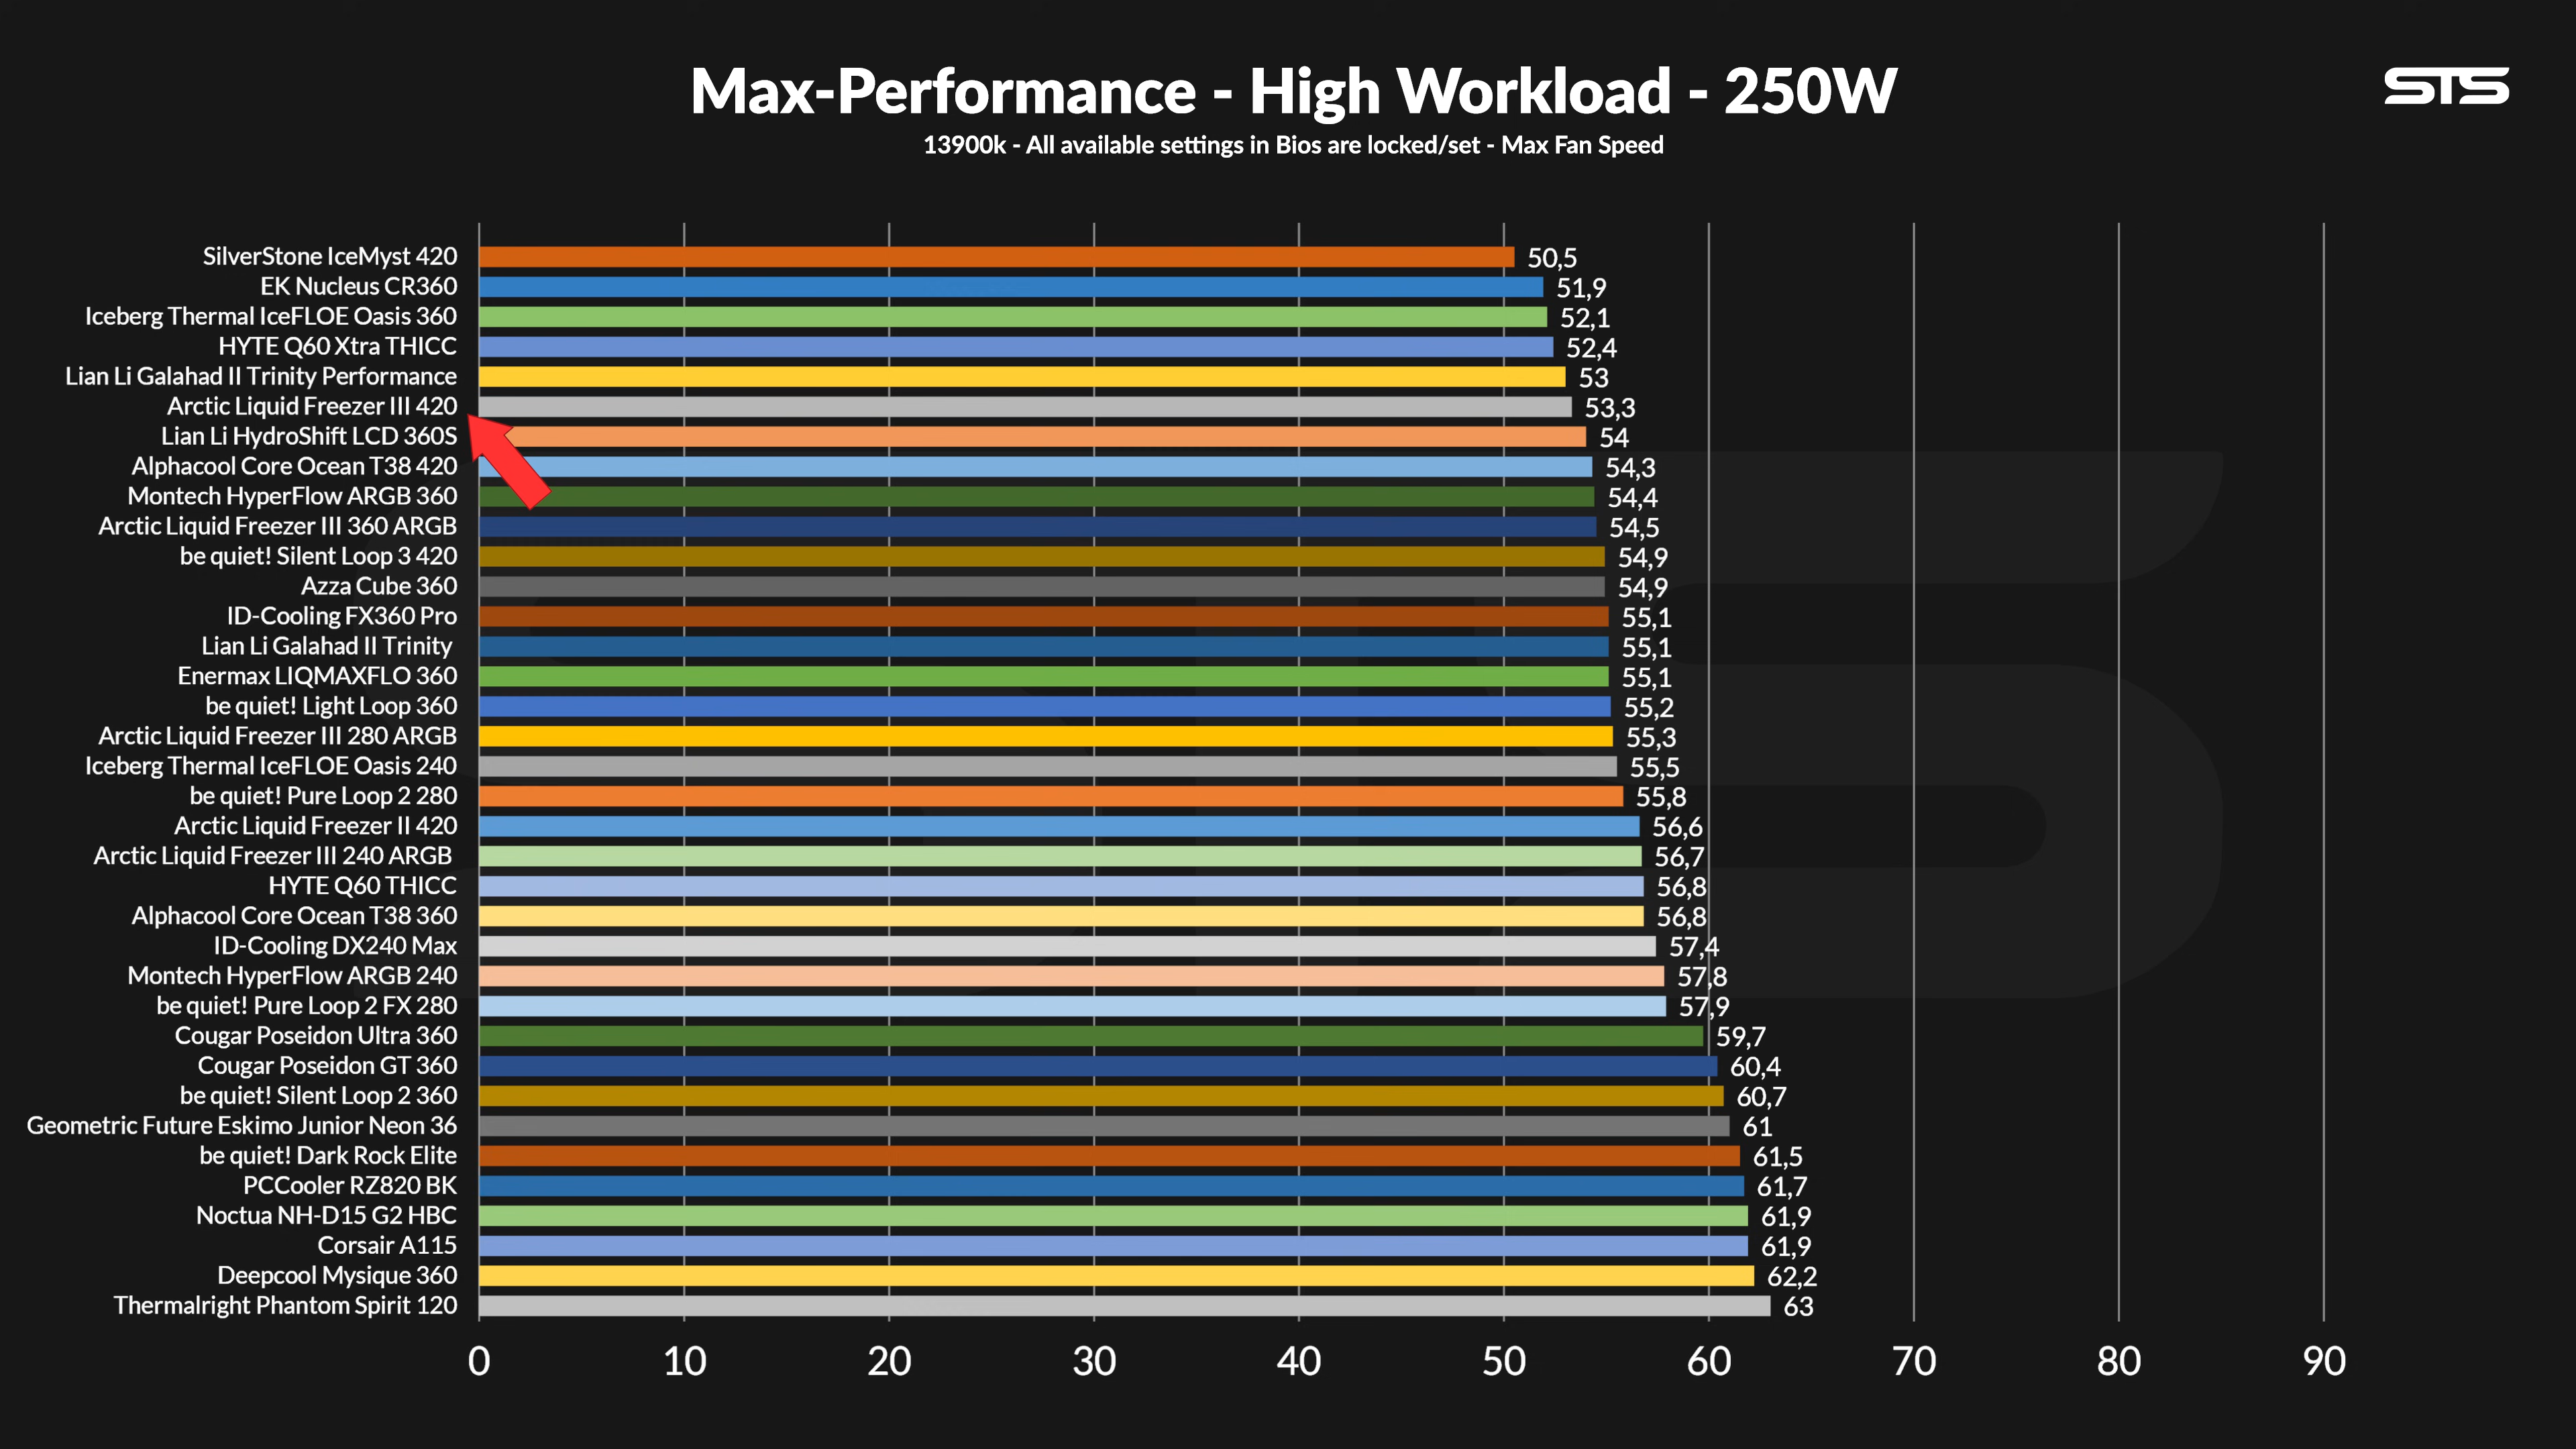 Max-Performance - High Workload - 250W
STS
13900k - All available settings in Bios are locked/set - Max Fan Speed
SilverStone IceMyst 420 50,5
EK Nucleus CR360 51,9
Iceberg Thermal IceFLOE Oasis 360 52,1
HYTE Q60 Xtra THICC 52,4
Lian Li Galahad II Trinity Performance 53
Arctic Liquid Freezer III 420 53,3
Lian Li HydroShift LCD 360S 54
Alphacool Core Ocean T38 420 54,3
Montech HyperFlow ARGB 360 54,4
Arctic Liquid Freezer III 360 ARGB 54,5
be quiet! Silent Loop 3 420 54,9
Azza Cube 360 54,9
ID-Cooling FX360 Pro 55,1
Lian Li Galahad II Trinity 55,1
Enermax LIQMAXFLO 360 55,1
be quiet! Light Loop 360 55,2
Arctic Liquid Freezer III 280 ARGB 55,3
Iceberg Thermal IceFLOE Oasis 240 55,5
be quiet! Pure Loop 2 280 55,8
Arctic Liquid Freezer II 420 56,6
Arctic Liquid Freezer III 240 ARGB 56,7
HYTE Q60 THICC 56,8
Alphacool Core Ocean T38 360 56,8
ID-Cooling DX240 Max 57,4
Montech HyperFlow ARGB 240 57,8
be quiet! Pure Loop 2 FX 280 57,9
Cougar Poseidon Ultra 360 59,7
Cougar Poseidon GT 360 60,4
be quiet! Silent Loop 2 360 60,7
Geometric Future Eskimo Junior Neon 36 61
be quiet! Dark Rock Elite 61,5
PCCooler RZ820 BK 61,7
Noctua NH-D15 G2 HBC 61,9
Corsair A115 61,9
Deepcool Mysique 360 62,2
Thermalright Phantom Spirit 120 63
0 10 20 30 40 50 60 70 80 90